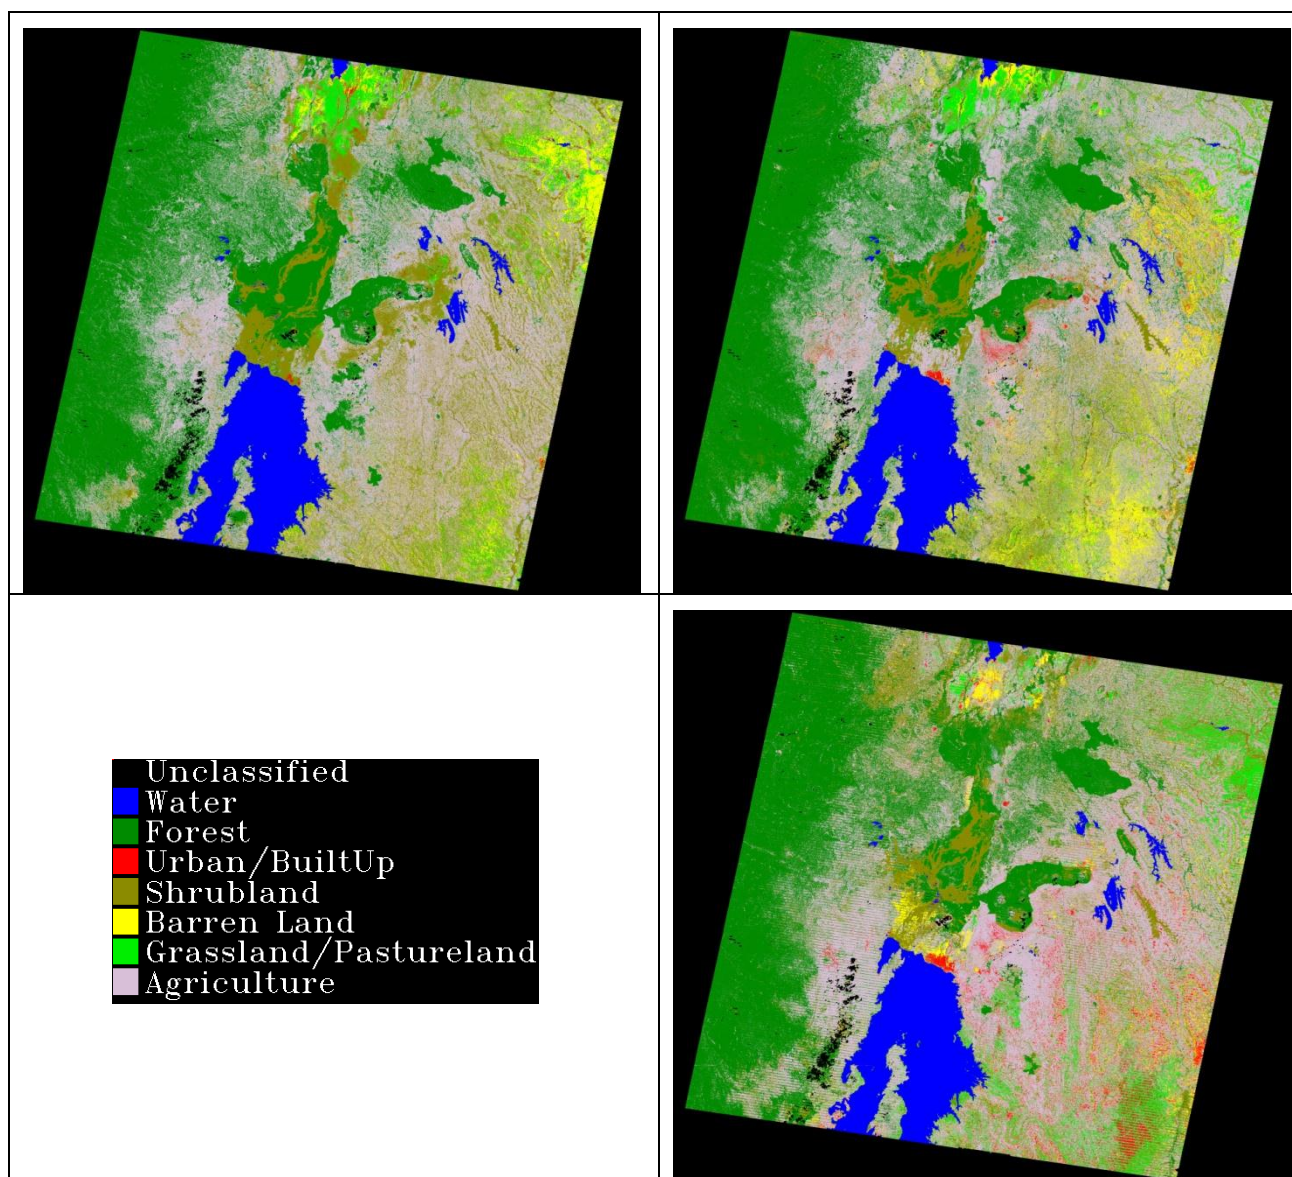 Unclassified
Water
Forest
Urban/BuiltUp
Shrubland
Barren Land
Grassland/Pastureland
Agriculture